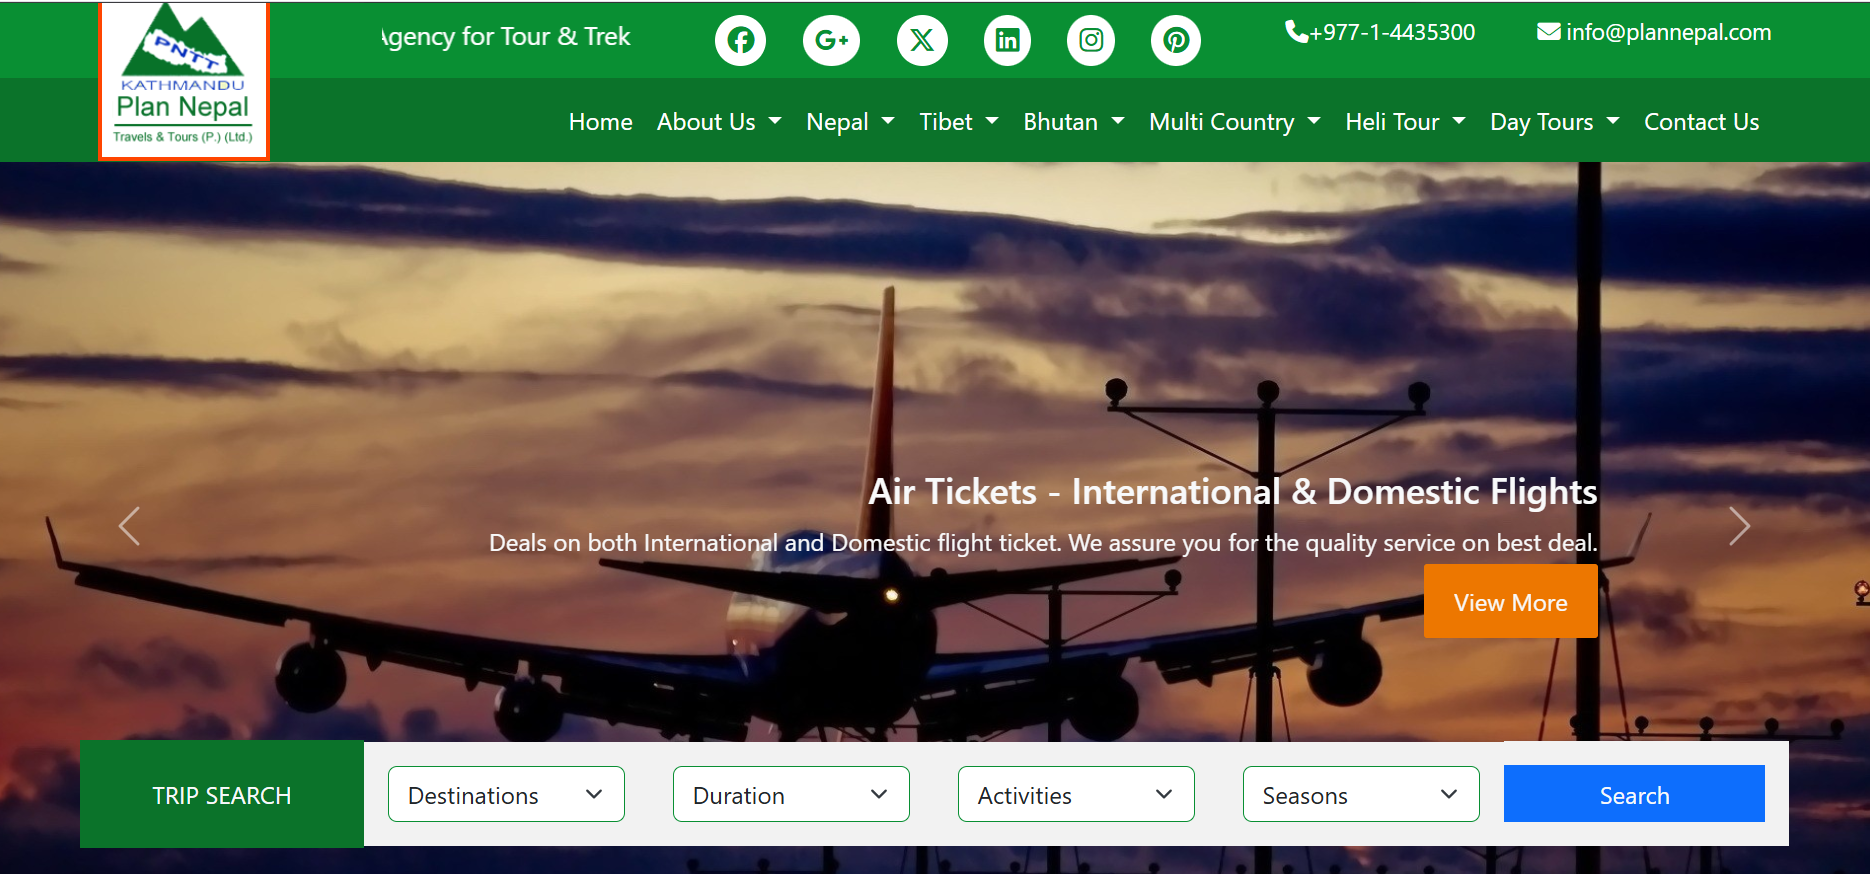 PNTT
KATHMANDU
Plan Nepal
Travels & Tours (P.) (Ltd.)
Agency for Tour & Trek
+977-1-4435300
info@plannepal.com
Home About Us Nepal Tibet Bhutan Multi Country Heli Tour Day Tours Contact Us
Air Tickets - International & Domestic Flights
Deals on both International and Domestic flight ticket. We assure you for the quality service on best deal.
View More
TRIP SEARCH Destinations Duration Activities Seasons Search